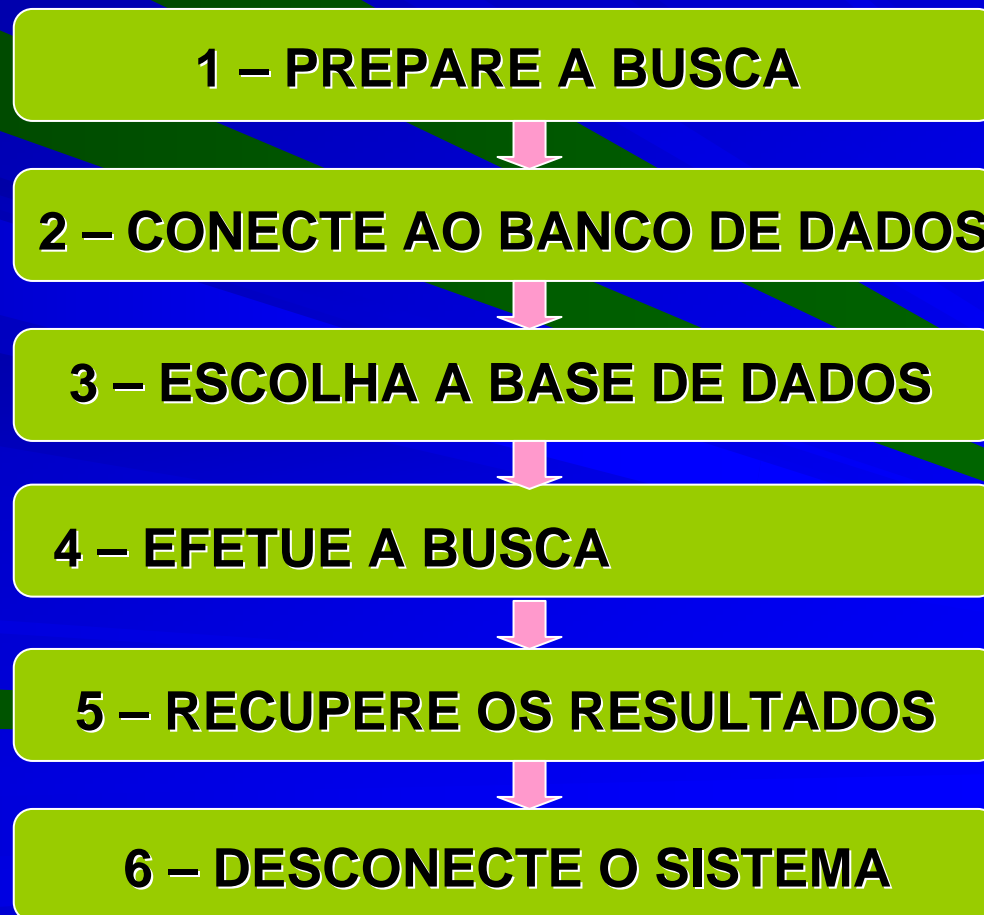 1 – PREPARE A BUSCA
2 – CONECTE AO BANCO DE DADOS
3 – ESCOLHA A BASE DE DADOS
4 – EFETUE A BUSCA
5 – RECUPERE OS RESULTADOS
6 – DESCONECTE O SISTEMA